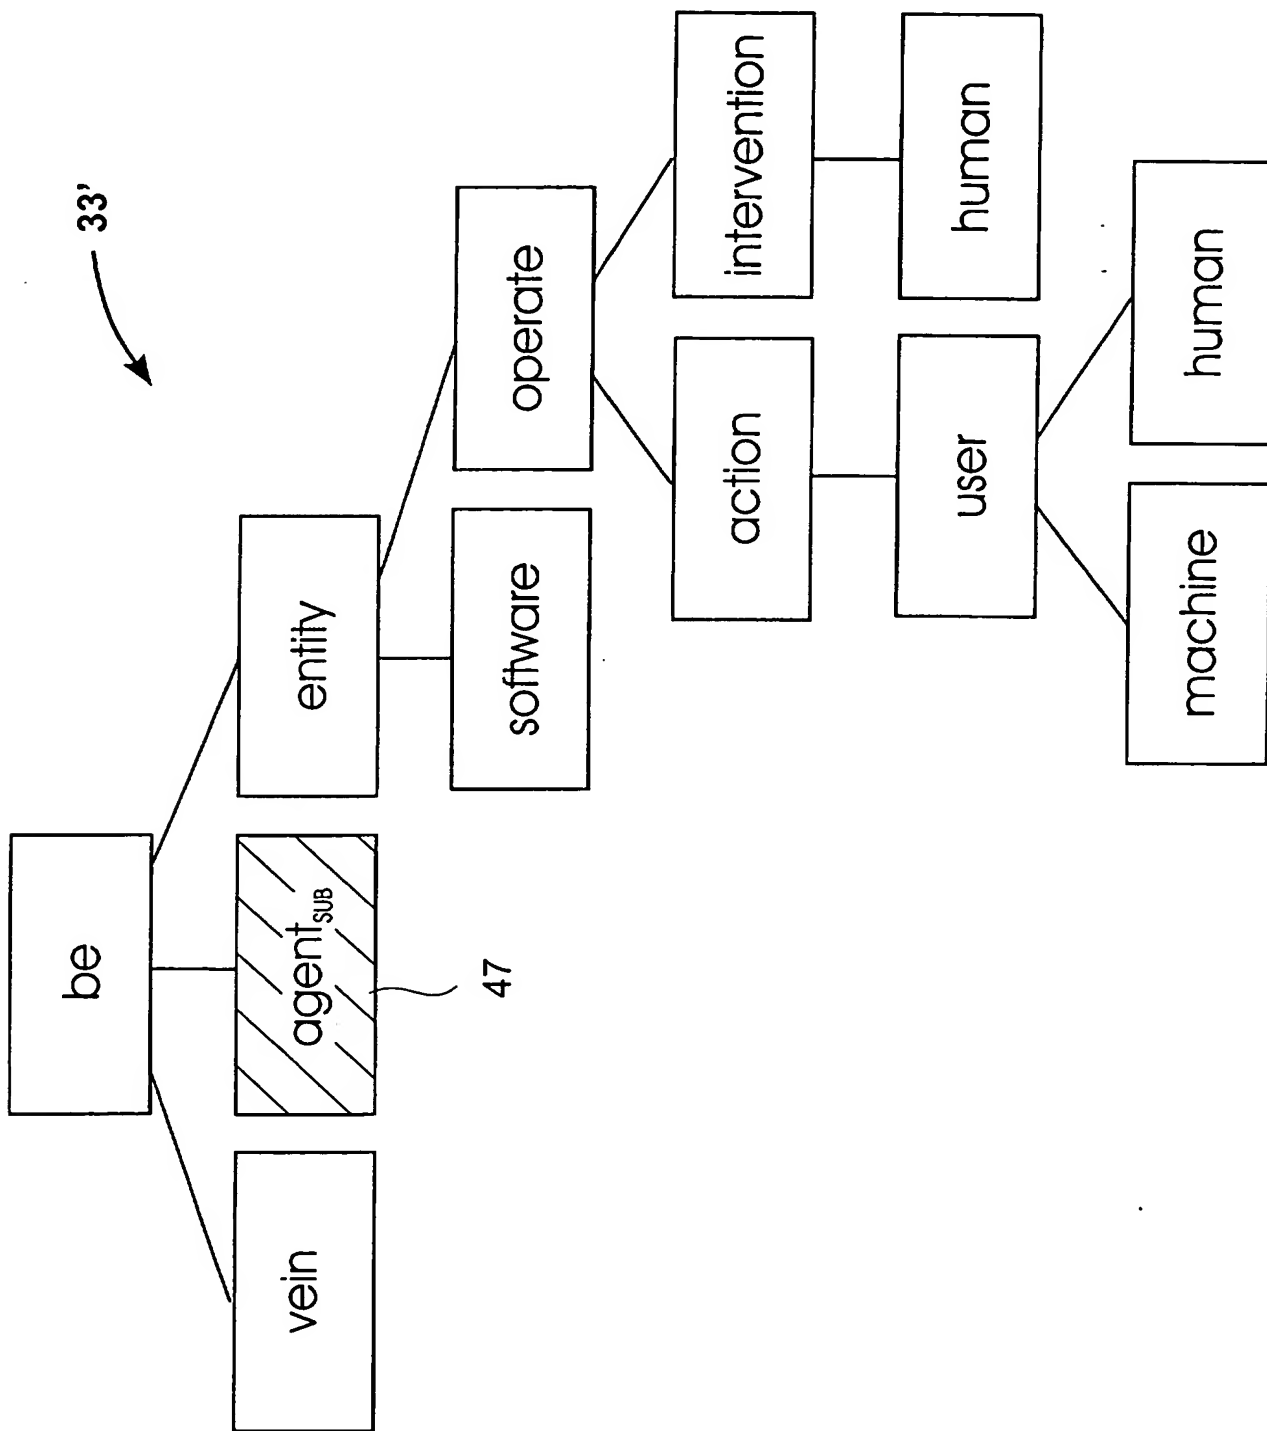 33'
be
vein
agentSUB
47
entity
software
operate
action
intervention
user
human
machine
human